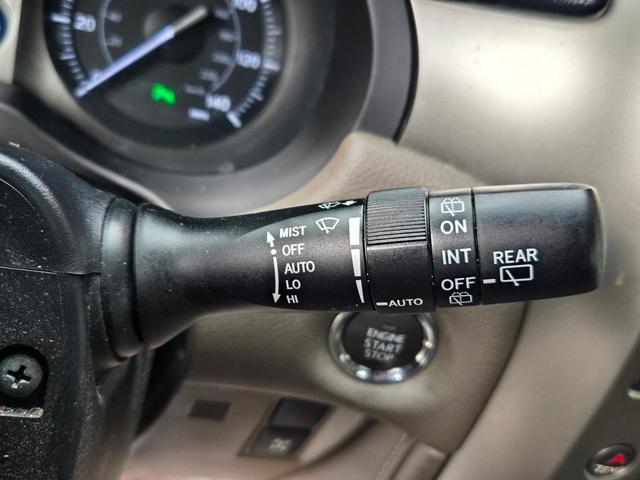 20
100
120
140
MIST
OFF
AUTO
LO
HI
AUTO
ON
INT
OFF
REAR
ENGINE
START
STOP